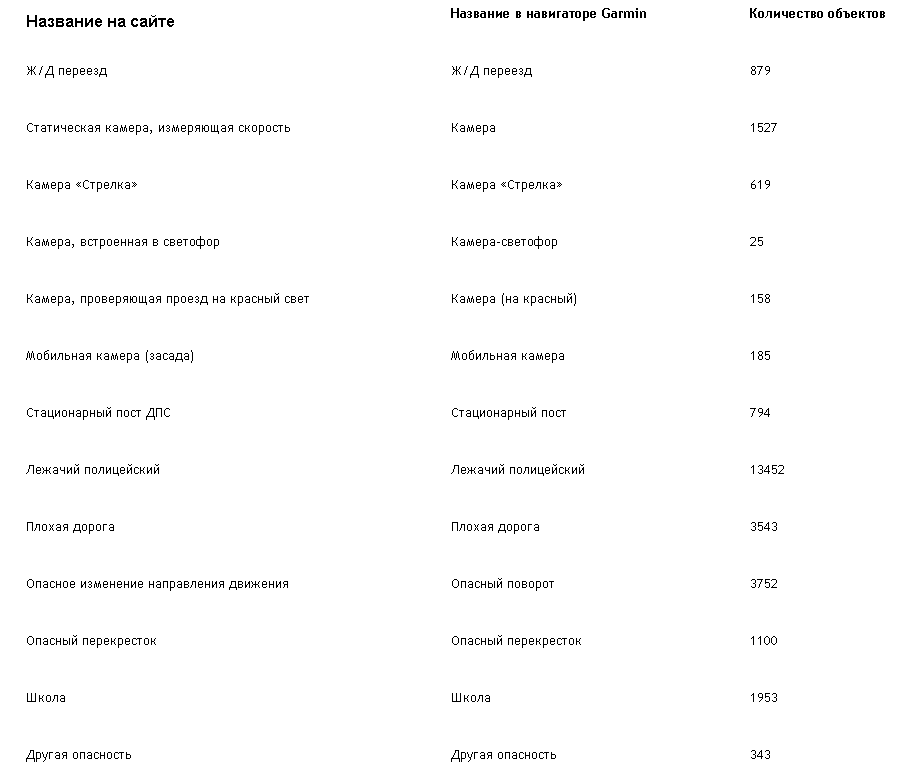 Название на сайте Название в навигаторе Garmin Количество объектов
Ж/Д переезд Ж/Д переезд 879
Статическая камера, измеряющая скорость Камера 1527
Камера «Стрелка» Камера «Стрелка» 619
Камера, встроенная в светофор Камера-светофор 25
Камера, проверяющая проезд на красный свет Камера (на красный) 158
Мобильная камера (засада) Мобильная камера 185
Стационарный пост ДПС Стационарный пост 794
Лежачий полицейский Лежачий полицейский 13452
Плохая дорога Плохая дорога 3543
Опасное изменение направления движения Опасный поворот 3752
Опасный перекресток Опасный перекресток 1100
Школа Школа 1953
Другая опасность Другая опасность 343